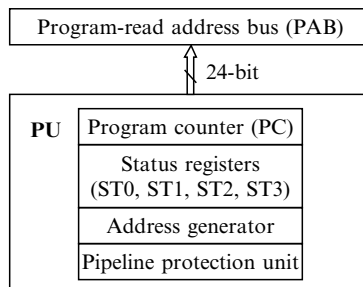 Program-read address bus (PAB)
24-bit
PU
Program counter (PC)
Status registers
(ST0, ST1, ST2, ST3)
Address generator
Pipeline protection unit